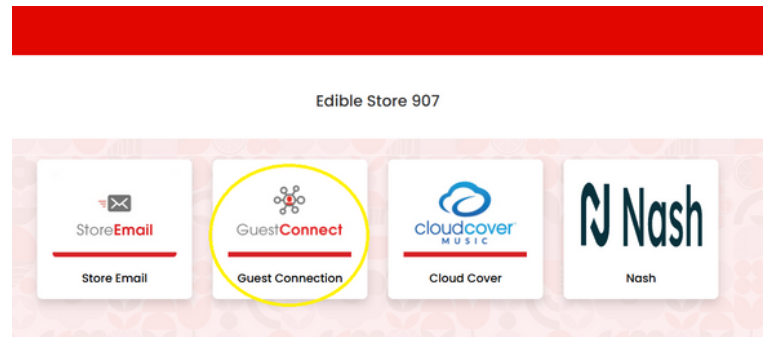 Edible Store 907
StoreEmail
Store Email
GuestConnect
Guest Connection
cloudcover
MUSIC
Cloud Cover
Nash
Nash